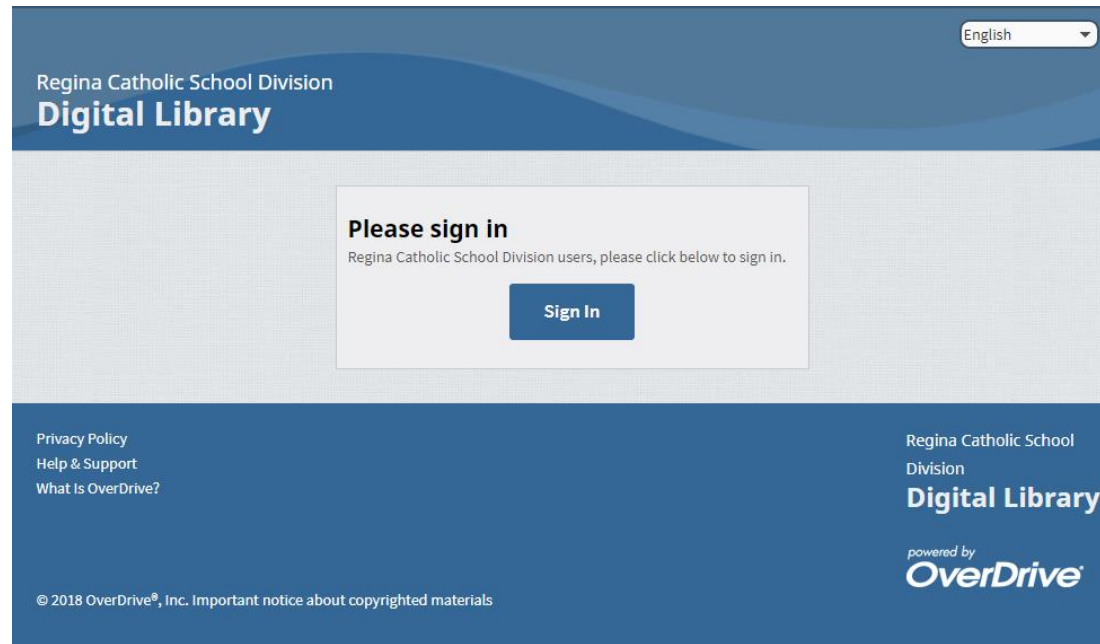 English
Regina Catholic School Division
Digital Library
Please sign in
Regina Catholic School Division users, please click below to sign in.
Sign In
Privacy Policy
Help & Support
What Is OverDrive?
© 2018 OverDrive®, Inc. Important notice about copyrighted materials
Regina Catholic School
Division
Digital Library
powered by
OverDrive®